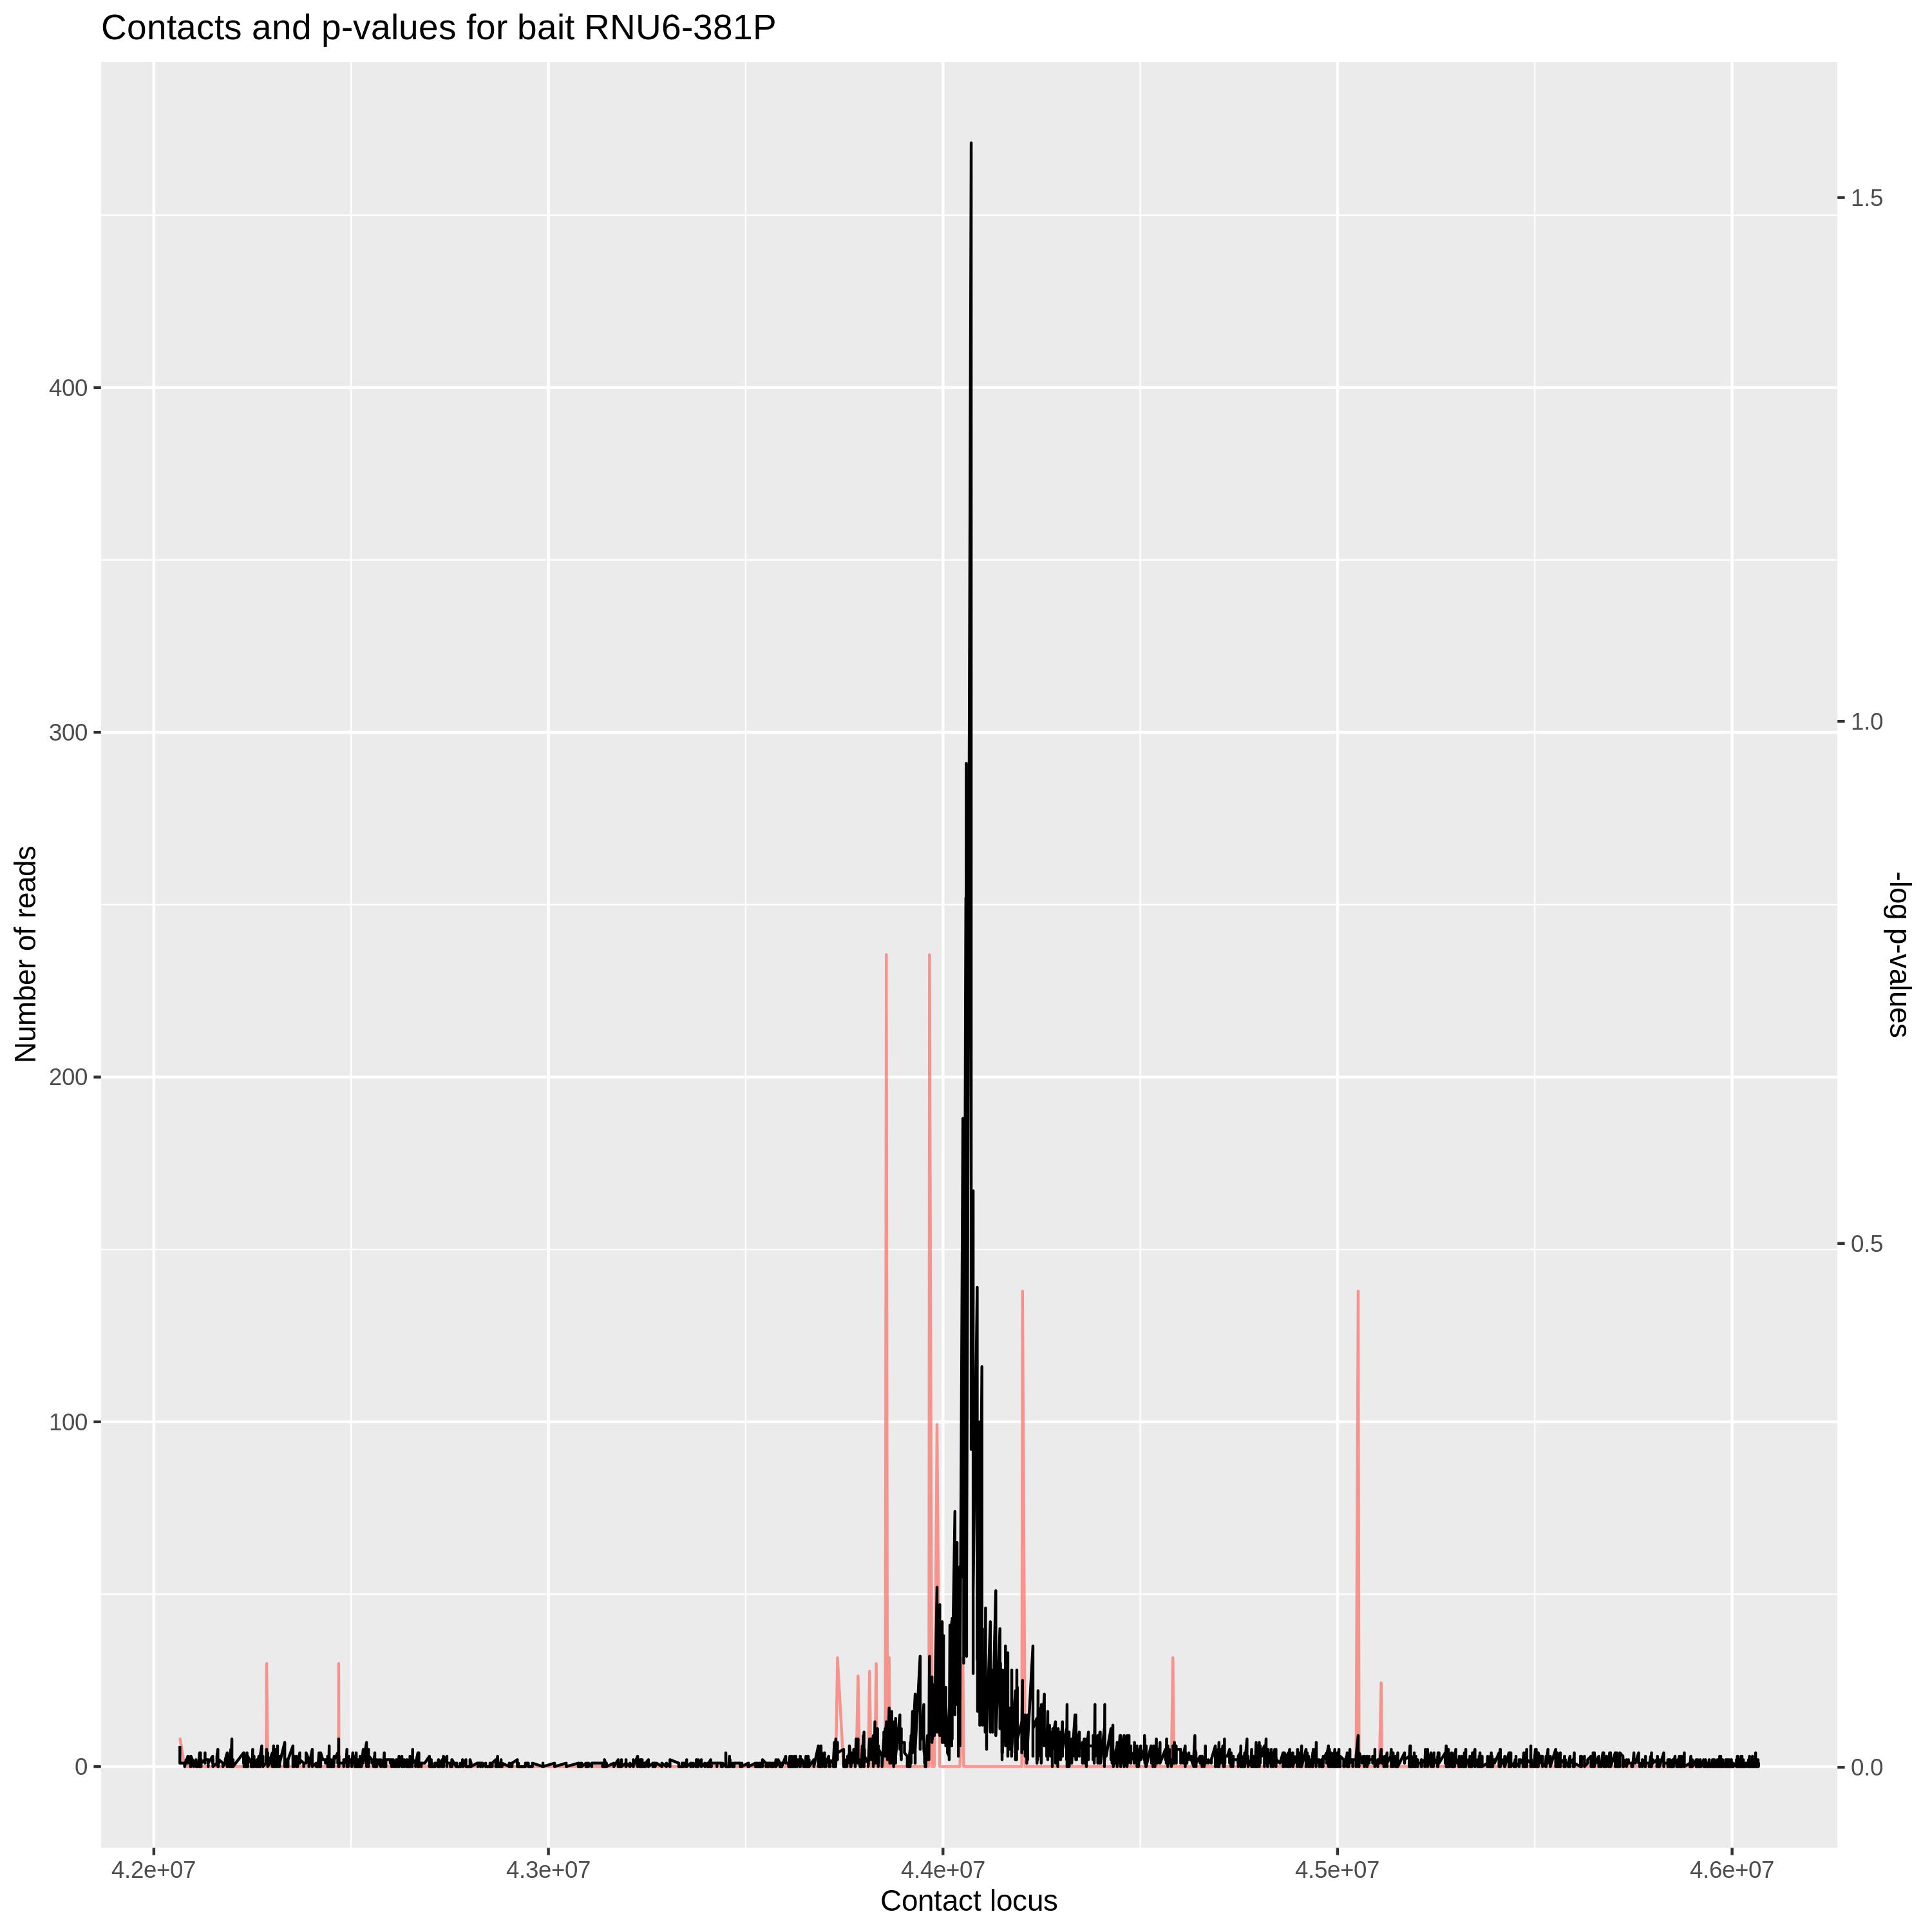 Contacts and p-values for bait RNU6-381P
400
300
200
100
0
1.5
1.0
0.5
0.0
Number of reads
-log p-values
4.2e+07
4.3e+07
4.4e+07
4.5e+07
4.6e+07
Contact locus